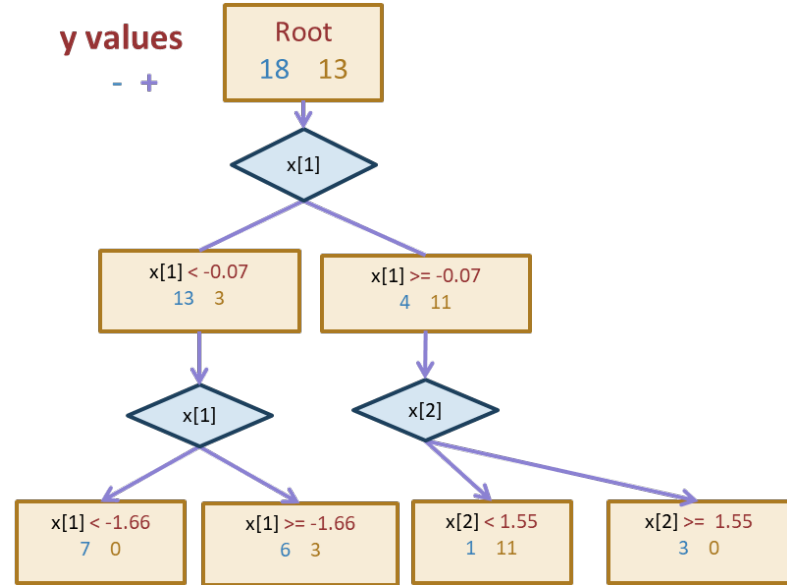 y values
- +
Root
18 13
x[1]
x[1] < -0.07
13 3
x[1] >= -0.07
4 11
x[1]
x[2]
x[1] < -1.66
7 0
x[1] >= -1.66
6 3
x[2] < 1.55
1 11
x[2] >= 1.55
3 0